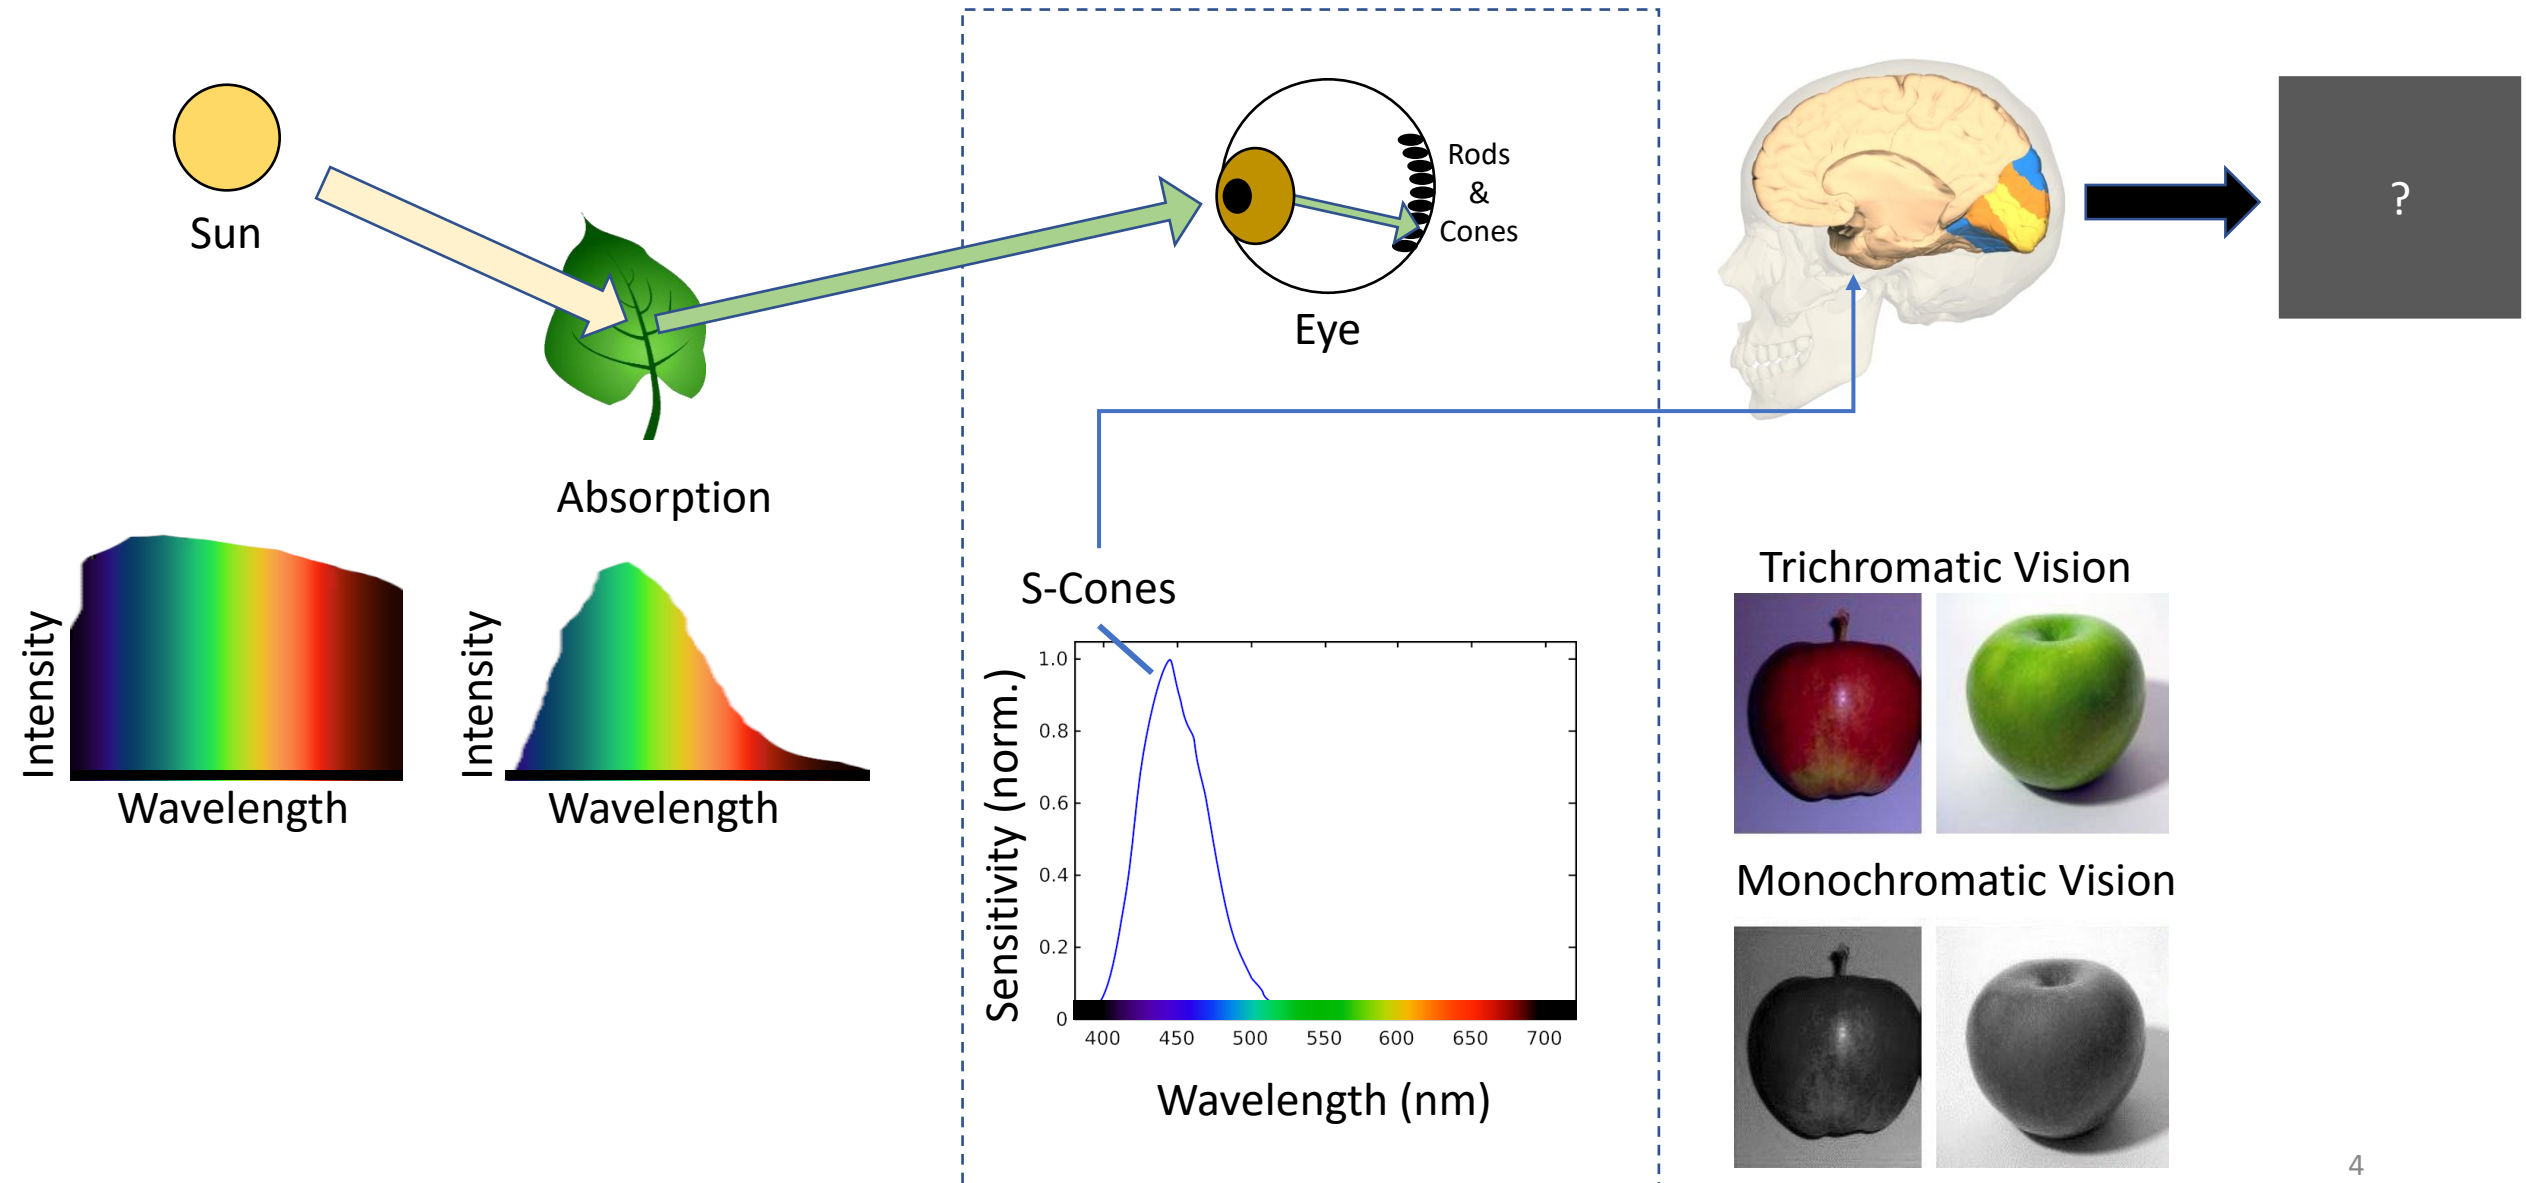 Sun
Absorption
Intensity
Wavelength
Intensity
Wavelength
Rods
&
Cones
Eye
S-Cones
Sensitivity (norm.)
1.0
0.8
0.6
0.4
0.2
0
400 450 500 550 600 650 700
Wavelength (nm)
?
Trichromatic Vision
Monochromatic Vision
4